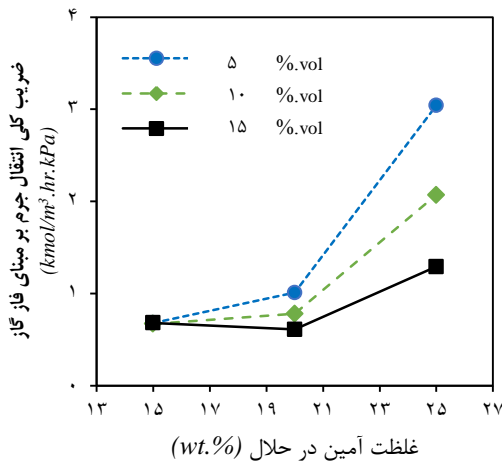 ضریب کلی انتقال جرم بر مبنای فاز گاز
(kmol/m³.hr.kPa)
۴
۳
۲
۱
۰
۵ %.vol
۱۰ %.vol
۱۵ %.vol
۱۳ ۱۵ ۱۷ ۱۹ ۲۱ ۲۳ ۲۵ ۲۷
غلظت آمین در حلال (wt.%)